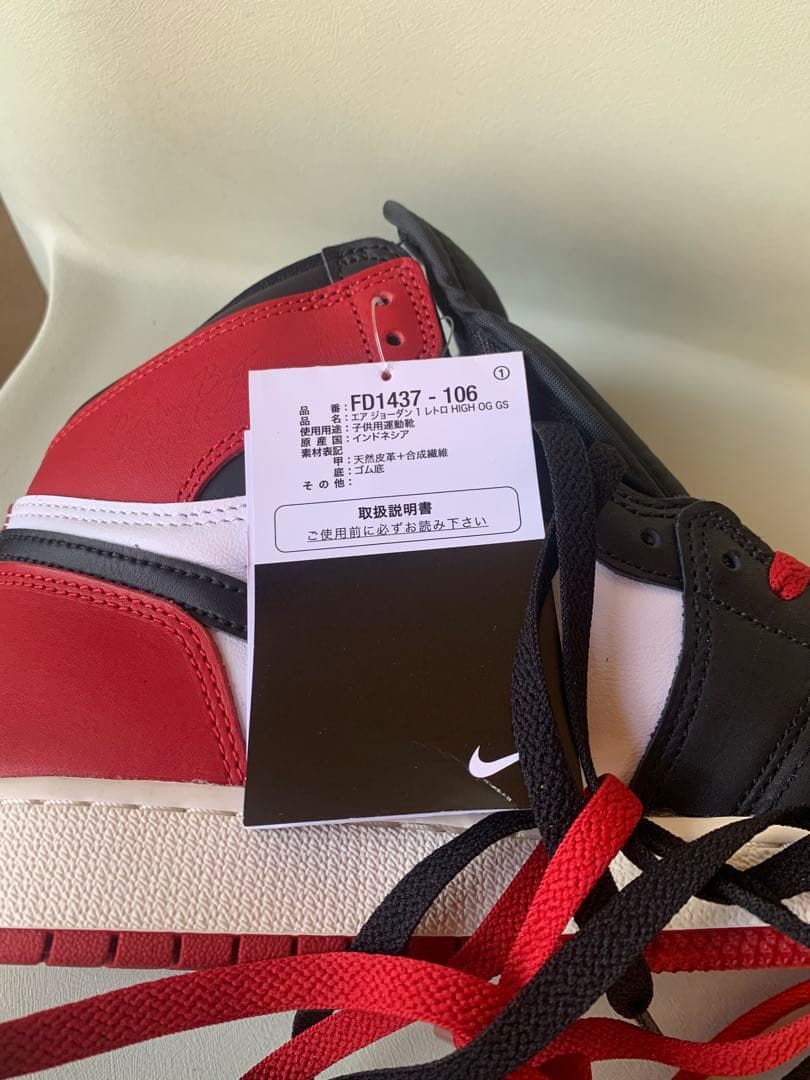 ①
品 番：FD1437 - 106
品 名：エア ジョーダン 1 レトロ HIGH OG GS
使用用途：子供用運動靴
原 産 国：インドネシア
素材表記
甲：天然皮革＋合成繊維
底：ゴム底
そ の 他：
取扱説明書
ご使用前に必ずお読み下さい